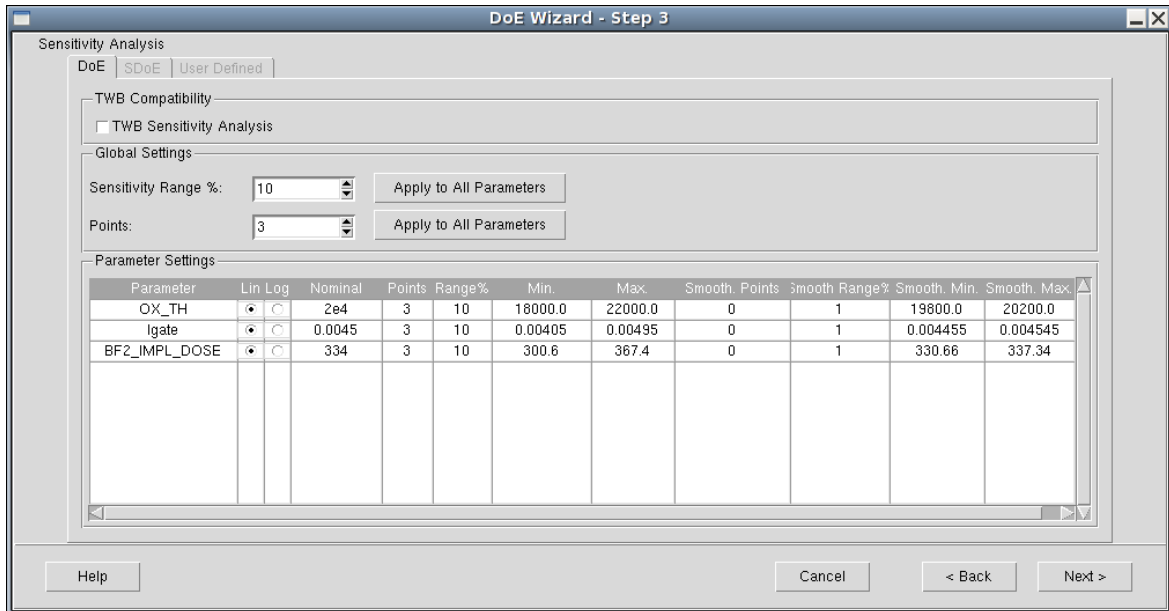 DoE Wizard - Step 3
Sensitivity Analysis
DoE SDoE User Defined
TWB Compatibility
TWB Sensitivity Analysis
Global Settings
Sensitivity Range %: 10 Apply to All Parameters
Points: 3 Apply to All Parameters
Parameter Settings
Parameter Lin Log Nominal Points Range% Min. Max. Smooth. Points Smooth Range% Smooth. Min. Smooth. Max.
OX_TH 2e4 3 10 18000.0 22000.0 0 1 19800.0 20200.0
lgate 0.0045 3 10 0.00405 0.00495 0 1 0.004455 0.004545
BF2_IMPL_DOSE 334 3 10 300.6 367.4 0 1 330.66 337.34
Help Cancel < Back Next >